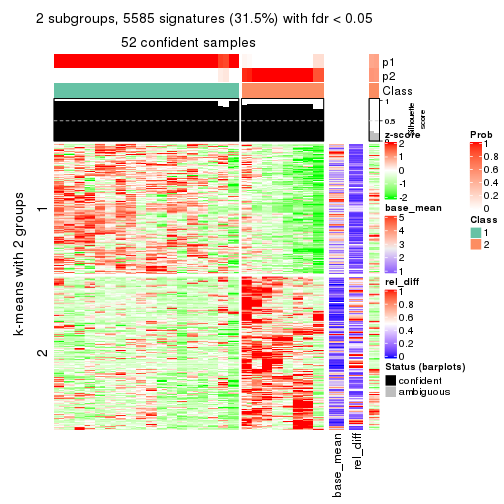 2 subgroups, 5585 signatures (31.5%) with fdr < 0.05
52 confident samples
p1
p2
Class
1
0.5
0
Silhouette
score
k-means with 2 groups
1
2
base_mean
rel_diff
z-score
2
1
0
-1
-2
base_mean
5
4
3
2
1
rel_diff
1
0.8
0.6
0.4
0.2
0
Status (barplots)
confident
ambiguous
Prob
1
0.8
0.6
0.4
0.2
0
Class
1
2